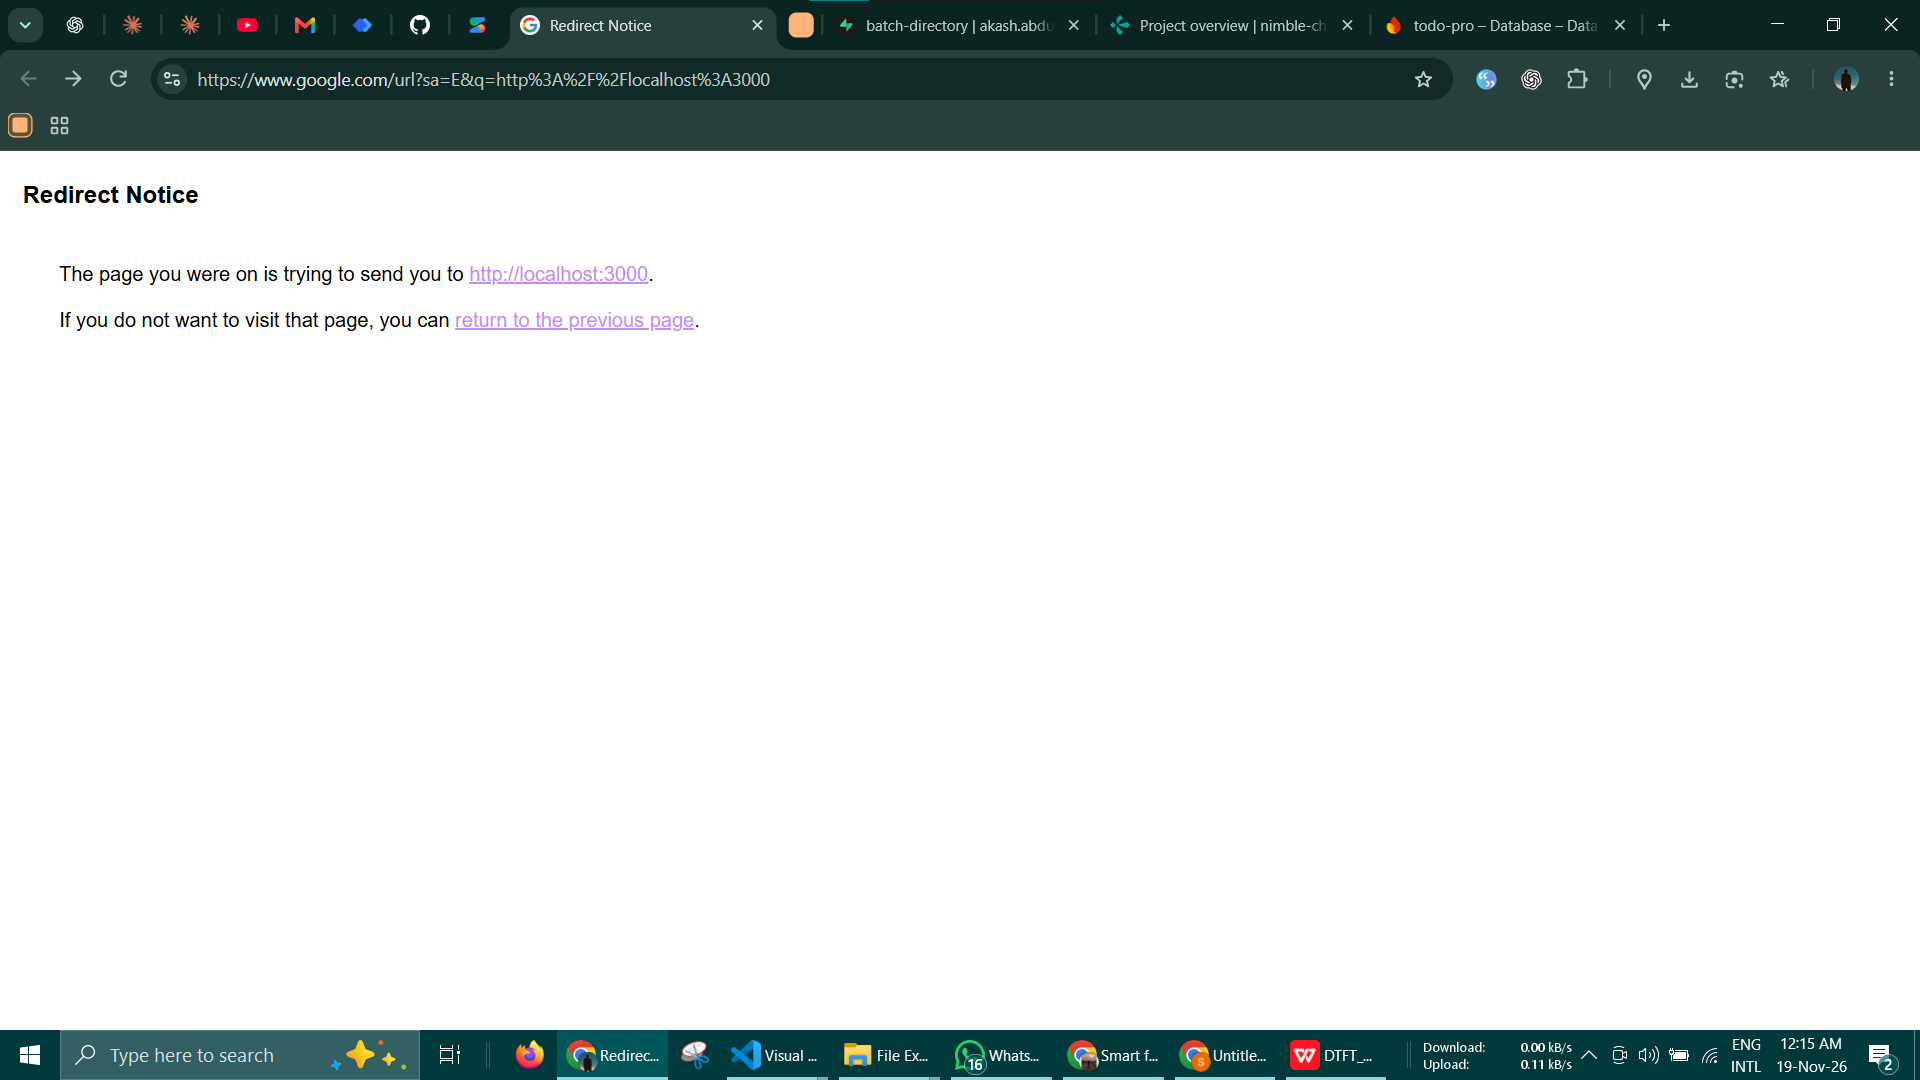 Redirect Notice
batch-directory | akash.abdu
Project overview | nimble-ch
todo-pro – Database – Data
https://www.google.com/url?sa=E&q=http%3A%2F%2Flocalhost%3A3000
Redirect Notice
The page you were on is trying to send you to http://localhost:3000.
If you do not want to visit that page, you can return to the previous page.
Type here to search
Redirec...
Visual ...
File Ex...
16
Whats...
Smart f...
S
Untitle...
W
DTFT_...
Download: 0.00 kB/s
Upload: 0.11 kB/s
ENG
INTL
12:15 AM
19-Nov-26
2